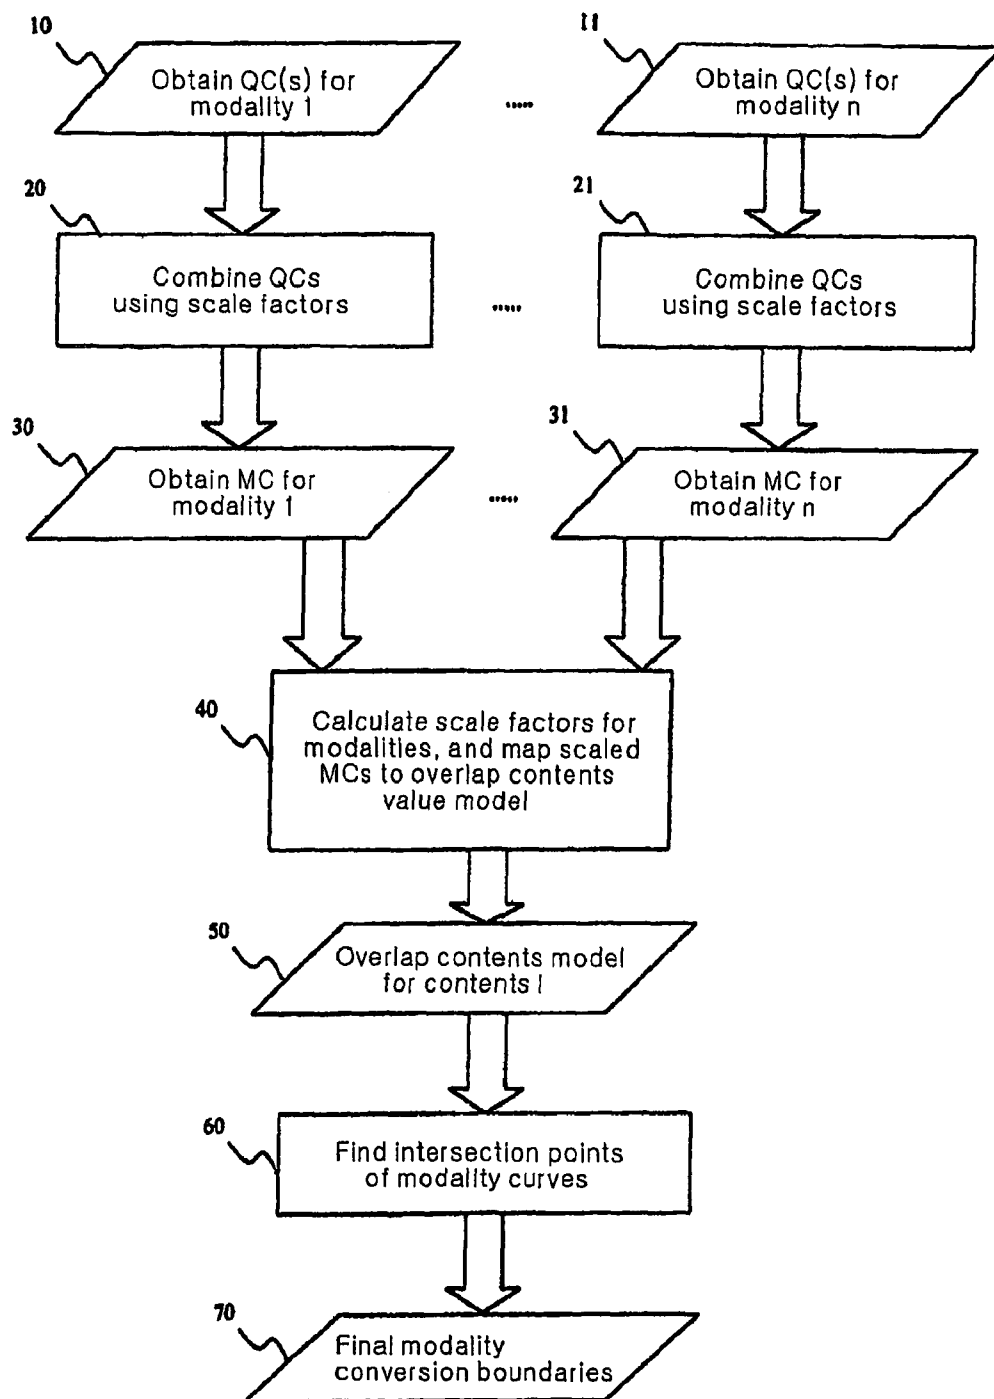 10
11
Obtain QC(s) for
modality 1
.....
Obtain QC(s) for
modality n
20
21
Combine QCs
using scale factors
.....
Combine QCs
using scale factors
30
31
Obtain MC for
modality 1
.....
Obtain MC for
modality n
40
Calculate scale factors for
modalities, and map scaled
MCs to overlap contents
value model
50
Overlap contents model
for contents I
60
Find intersection points
of modality curves
70
Final modality
conversion boundaries